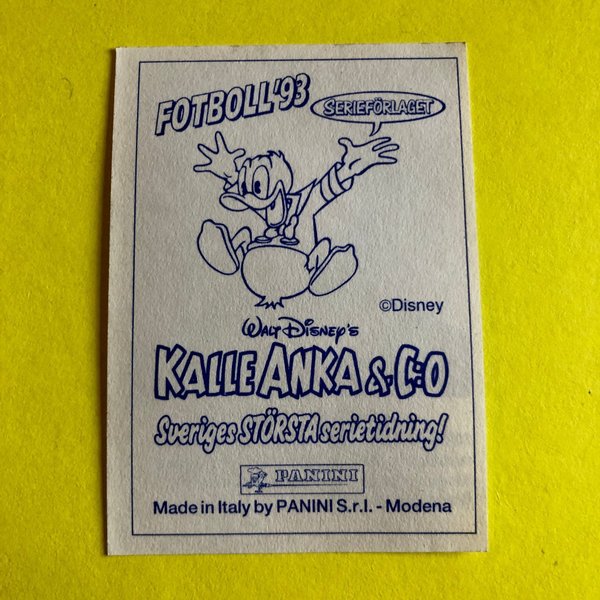 FOTBOLL'93
SERIEFÖRLAGET
©Disney
WALT DISNEY'S
KALLE ANKA & C:O
Sveriges STÖRSTA serietidning!
PANINI
Made in Italy by PANINI S.r.l. - Modena